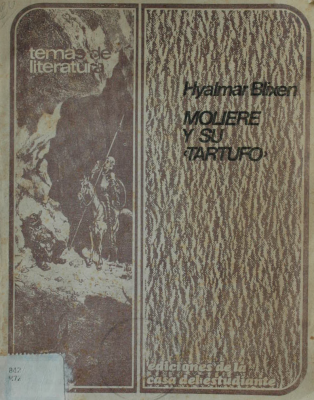 temas de
literatura
Hyalmar Blixen
MOLIERE
Y SU
‹TARTUFO›
ediciones de la
casa del estudiante